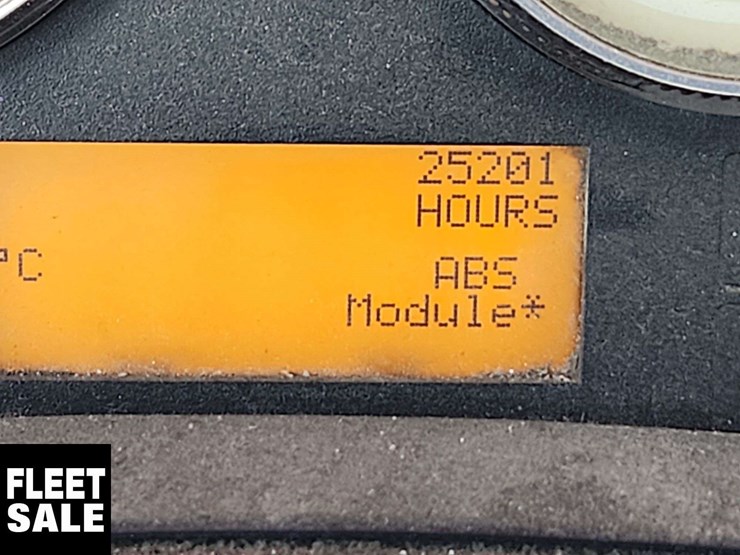 25201
HOURS
°C
ABS
Module*
FLEET
SALE